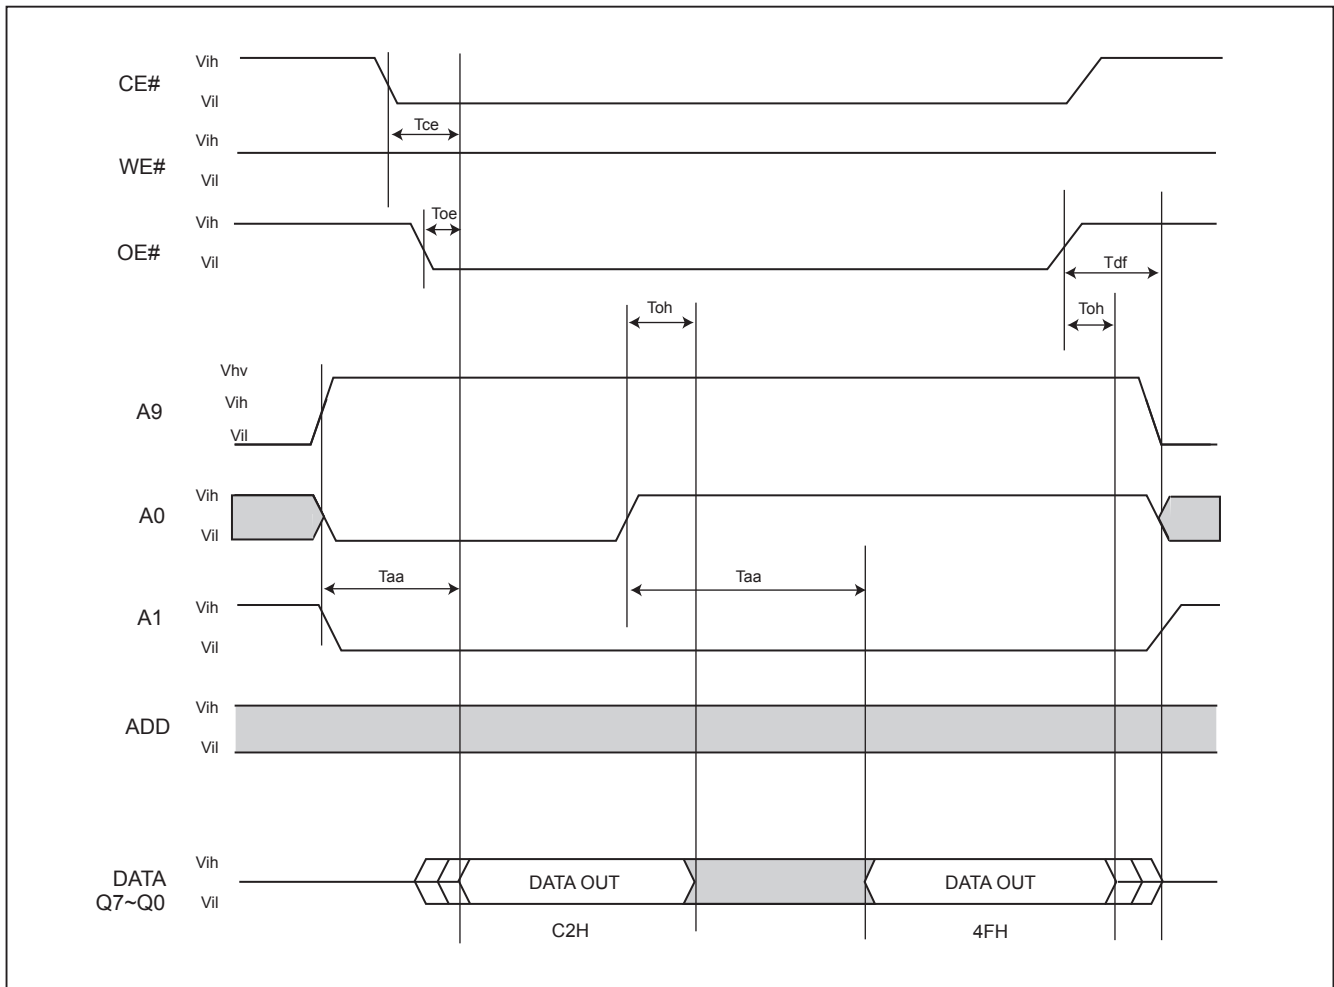 CE#
Vih
Vil
Tce
WE#
Vih
Vil
OE#
Vih
Vil
Toe
Tdf
Toh
Toh
A9
Vhv
Vih
Vil
A0
Vih
Vil
Taa
Taa
A1
Vih
Vil
ADD
Vih
Vil
DATA
Q7~Q0
Vih
Vil
DATA OUT
DATA OUT
C2H
4FH